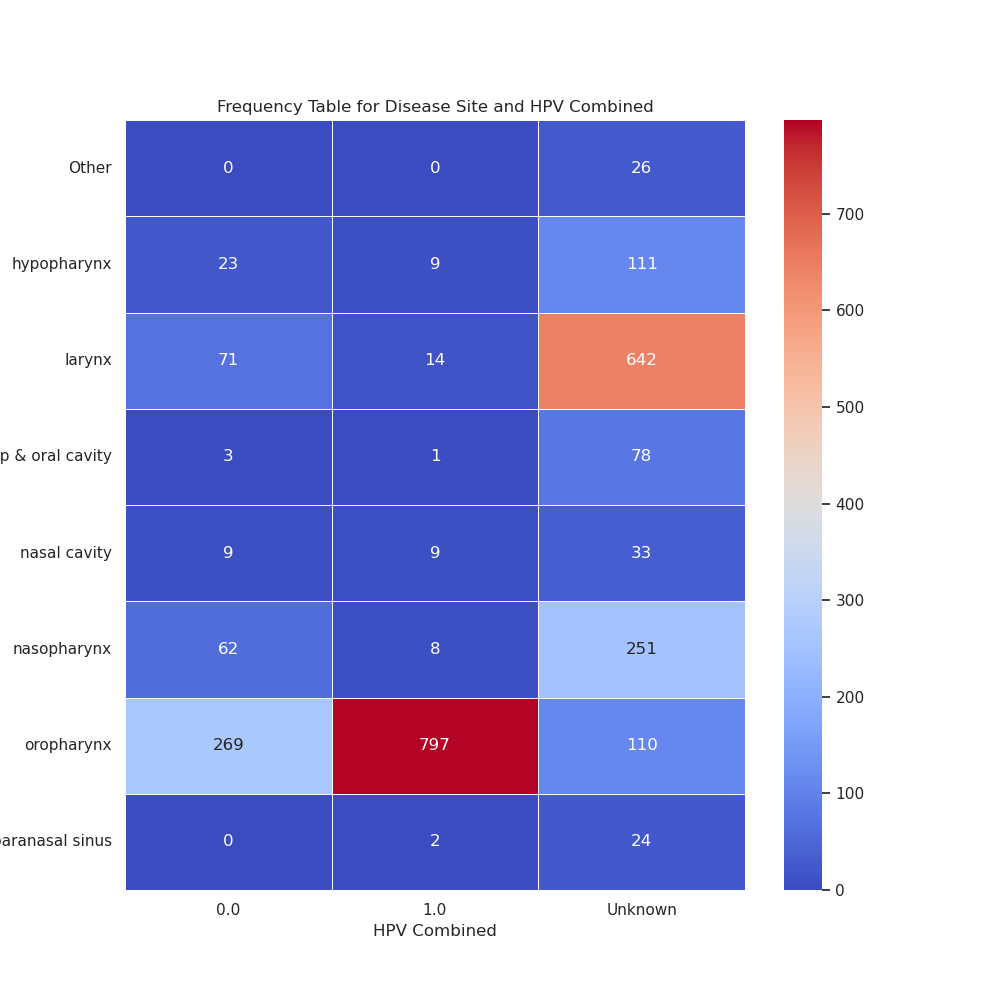 Frequency Table for Disease Site and HPV Combined
Other 0 0 26
hypopharynx 23 9 111
larynx 71 14 642
p & oral cavity 3 1 78
nasal cavity 9 9 33
nasopharynx 62 8 251
oropharynx 269 797 110
paranasal sinus 0 2 24
0.0 1.0 Unknown
HPV Combined
700
600
500
400
300
200
100
0